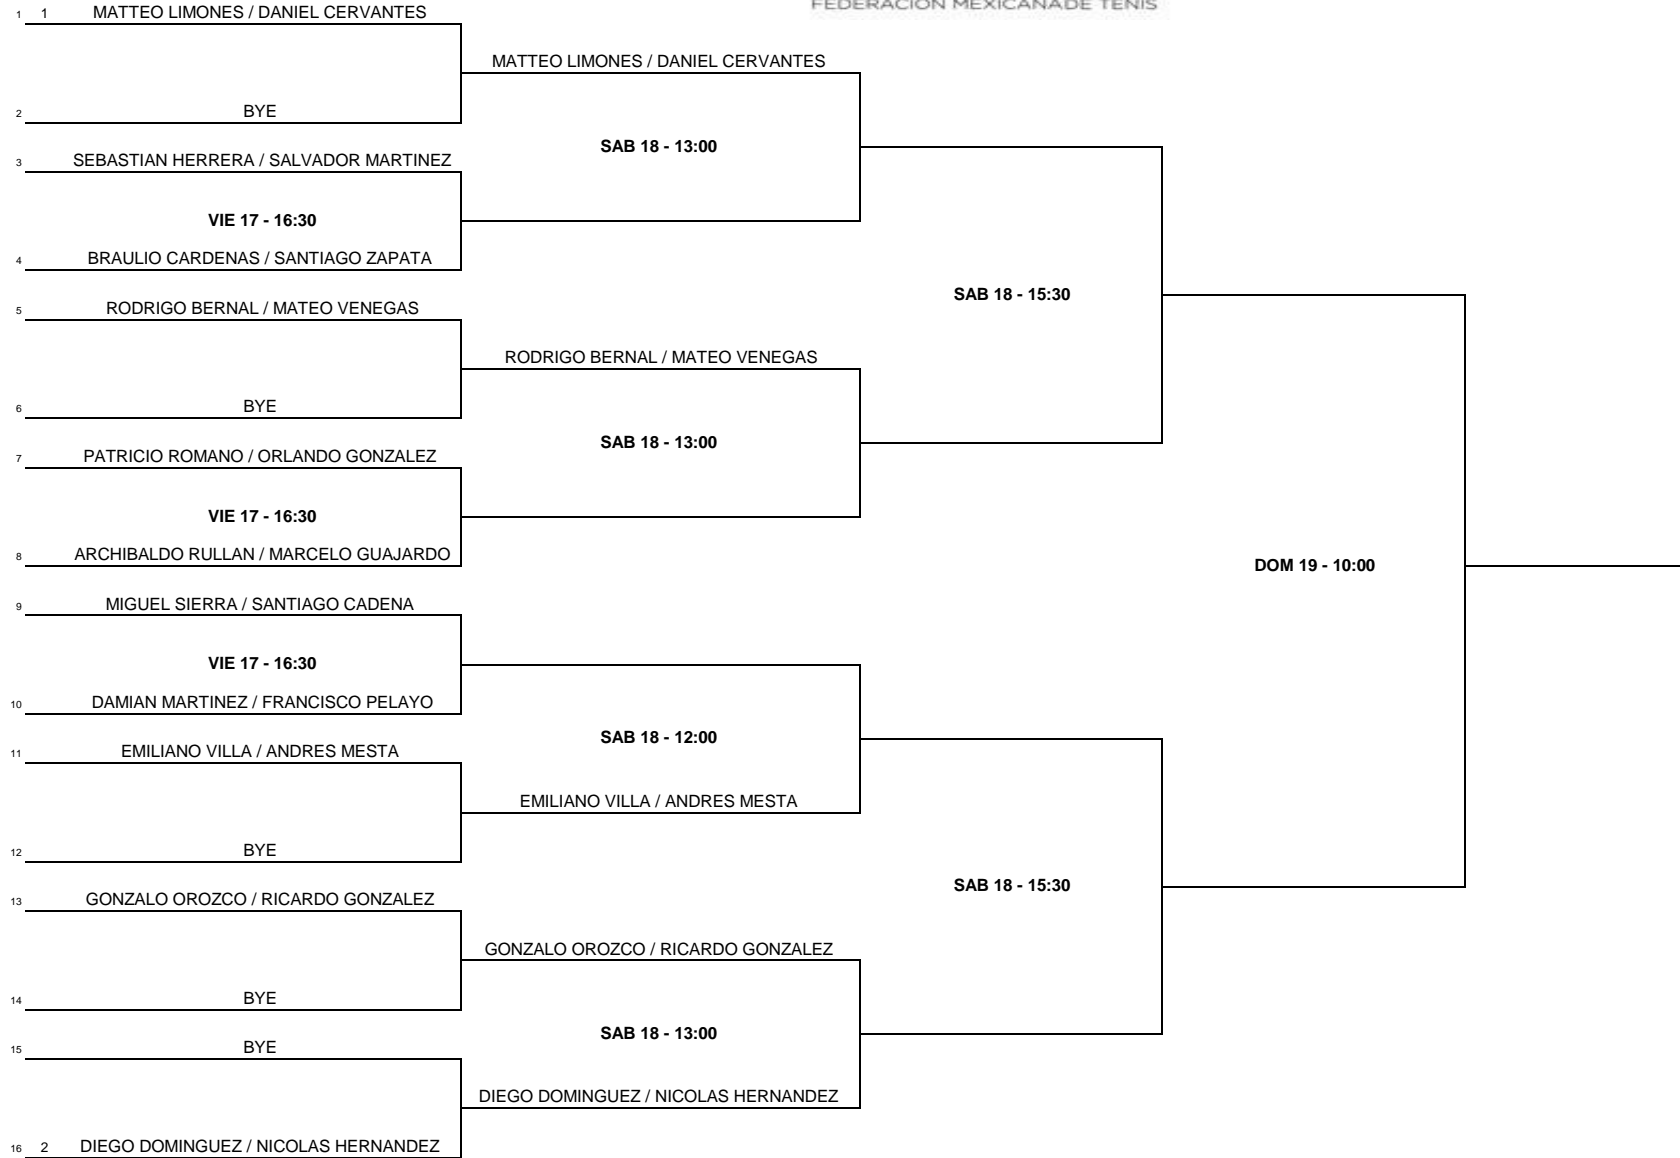 FEDERACIÓN MEXICANA DE TENIS
1 1 MATTEO LIMONES / DANIEL CERVANTES
MATTEO LIMONES / DANIEL CERVANTES
2 BYE
SAB 18 - 13:00
3 SEBASTIAN HERRERA / SALVADOR MARTINEZ
VIE 17 - 16:30
4 BRAULIO CARDENAS / SANTIAGO ZAPATA
SAB 18 - 15:30
5 RODRIGO BERNAL / MATEO VENEGAS
RODRIGO BERNAL / MATEO VENEGAS
6 BYE
SAB 18 - 13:00
7 PATRICIO ROMANO / ORLANDO GONZALEZ
VIE 17 - 16:30
8 ARCHIBALDO RULLAN / MARCELO GUAJARDO
DOM 19 - 10:00
9 MIGUEL SIERRA / SANTIAGO CADENA
VIE 17 - 16:30
10 DAMIAN MARTINEZ / FRANCISCO PELAYO
SAB 18 - 12:00
11 EMILIANO VILLA / ANDRES MESTA
EMILIANO VILLA / ANDRES MESTA
12 BYE
SAB 18 - 15:30
13 GONZALO OROZCO / RICARDO GONZALEZ
GONZALO OROZCO / RICARDO GONZALEZ
14 BYE
SAB 18 - 13:00
15 BYE
DIEGO DOMINGUEZ / NICOLAS HERNANDEZ
16 2 DIEGO DOMINGUEZ / NICOLAS HERNANDEZ